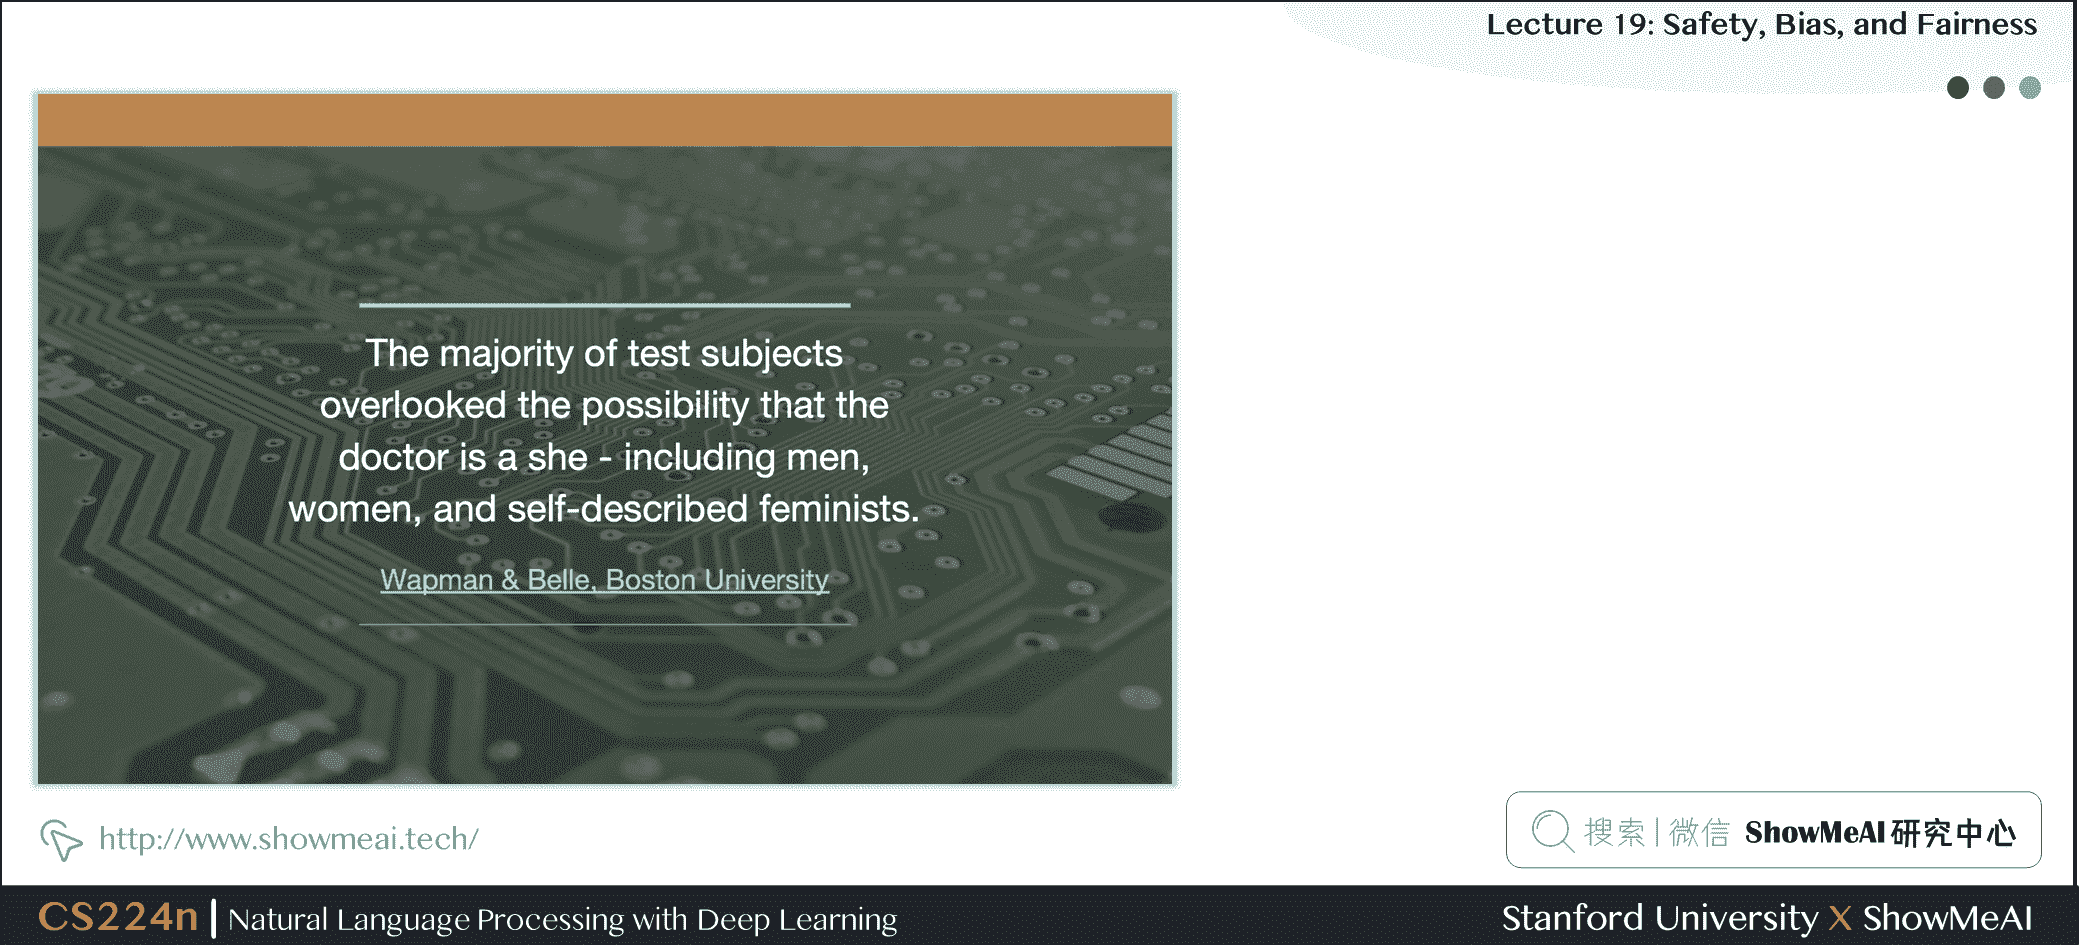 Lecture 19: Safety, Bias, and Fairness
The majority of test subjects
overlooked the possibility that the
doctor is a she - including men,
women, and self-described feminists.
Wapman & Belle, Boston University
http://www.showmeai.tech/
搜索 | 微信 ShowMeAI 研究中心
CS224n | Natural Language Processing with Deep Learning
Stanford University X ShowMeAI